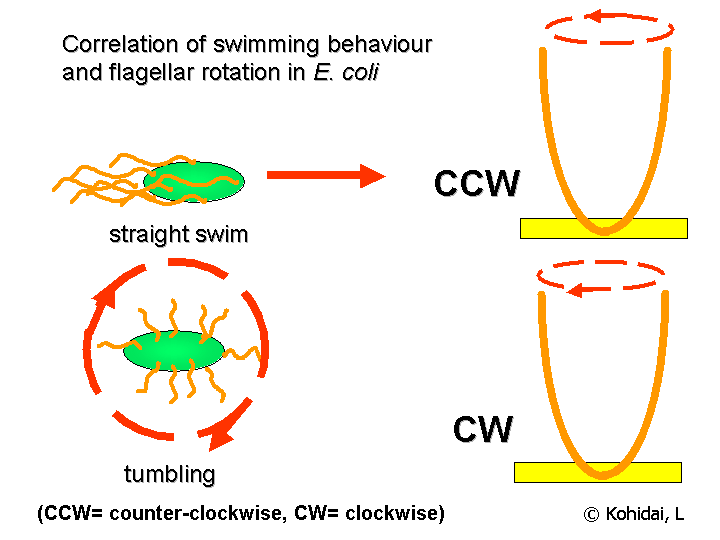 Correlation of swimming behaviour
and flagellar rotation in E. coli
CCW
straight swim
CW
tumbling
(CCW= counter-clockwise, CW= clockwise)
© Kohidai, L